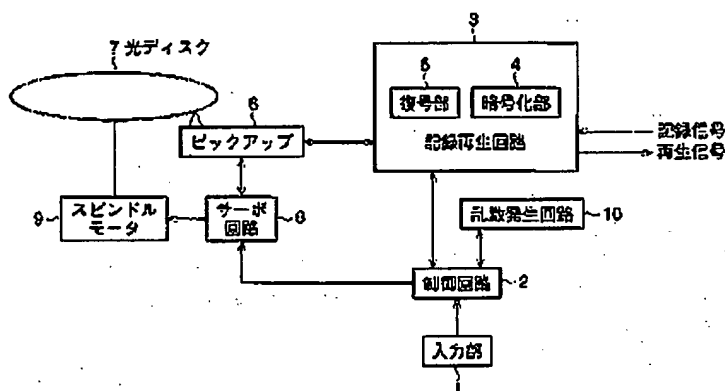 3
7 光ディスク
5
4
復号部
暗号化部
6
ピックアップ
記録再生回路
記録信号
再生信号
9
スピンドル
モータ
サーボ
回路
8
乱数発生回路
10
制御回路
2
入力部
1